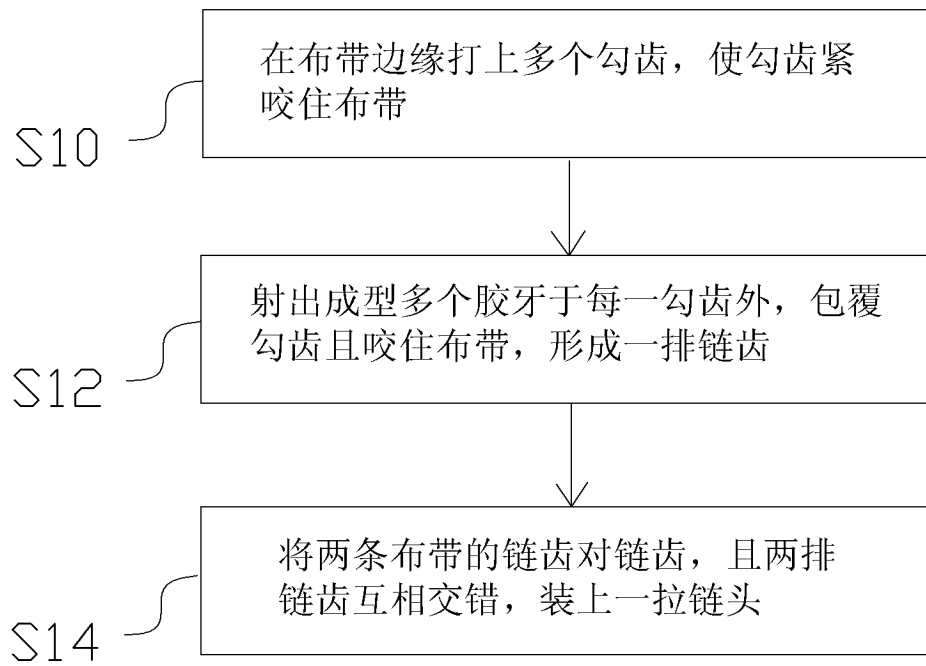 在布带边缘打上多个勾齿，使勾齿紧
咬住布带
S10
射出成型多个胶牙于每一勾齿外，包覆
勾齿且咬住布带，形成一排链齿
S12
将两条布带的链齿对链齿，且两排
链齿互相交错，装上一拉链头
S14